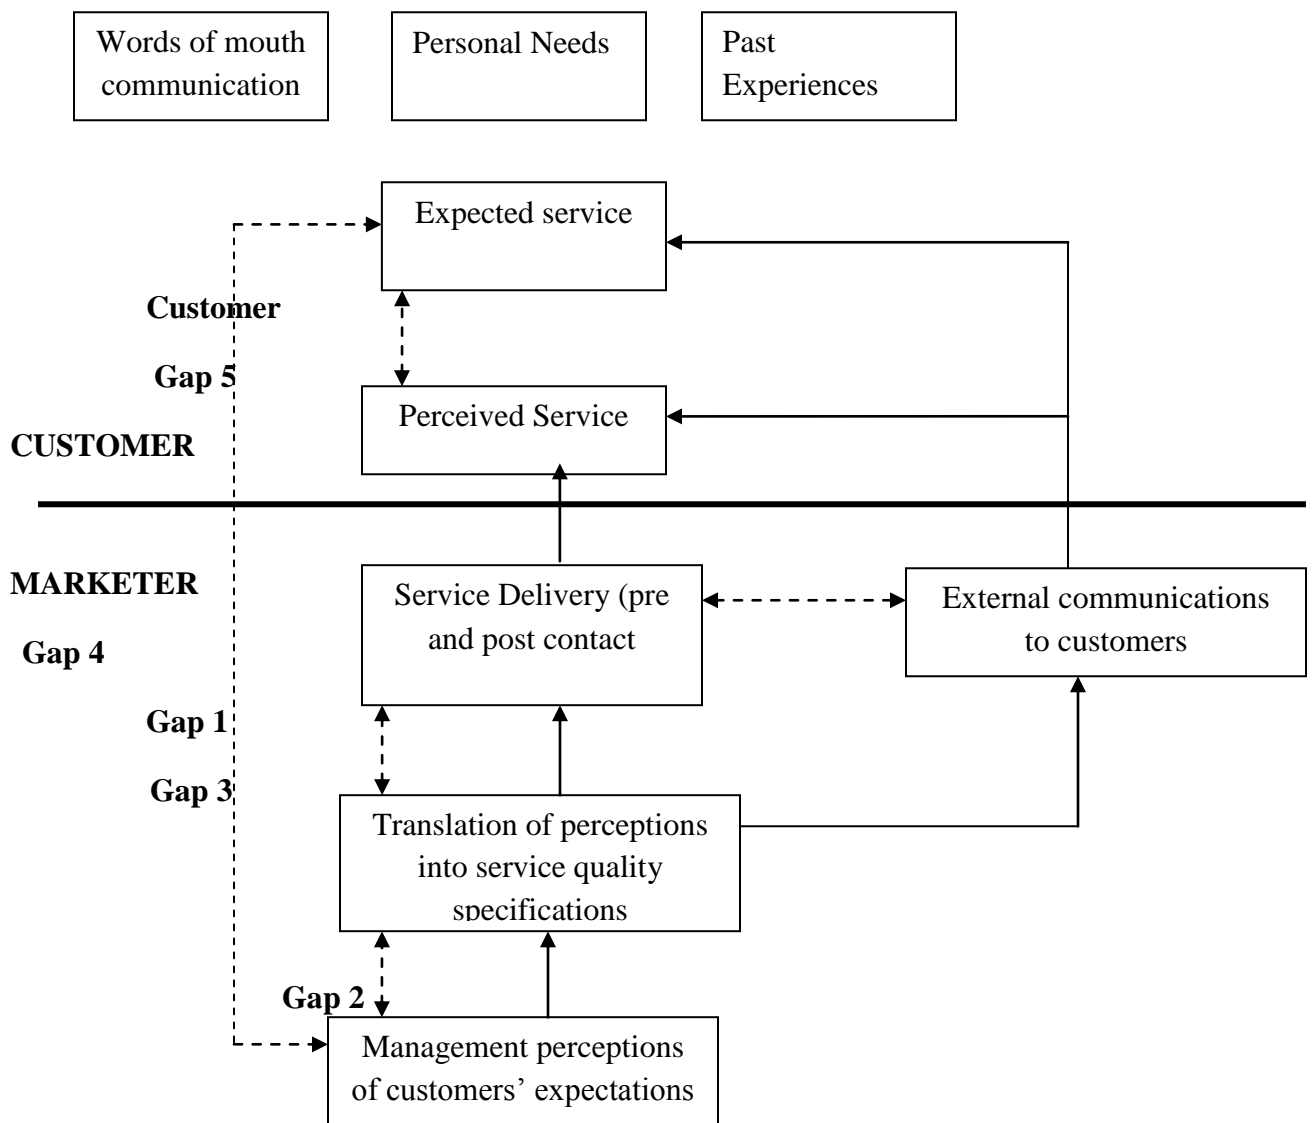 Words of mouth
communication
Personal Needs
Past
Experiences
Expected service
Customer
Gap 5
Perceived Service
CUSTOMER
MARKETER
Gap 4
Service Delivery (pre
and post contact
External communications
to customers
Gap 1
Gap 3
Translation of perceptions
into service quality
specifications
Gap 2
Management perceptions
of customers’ expectations